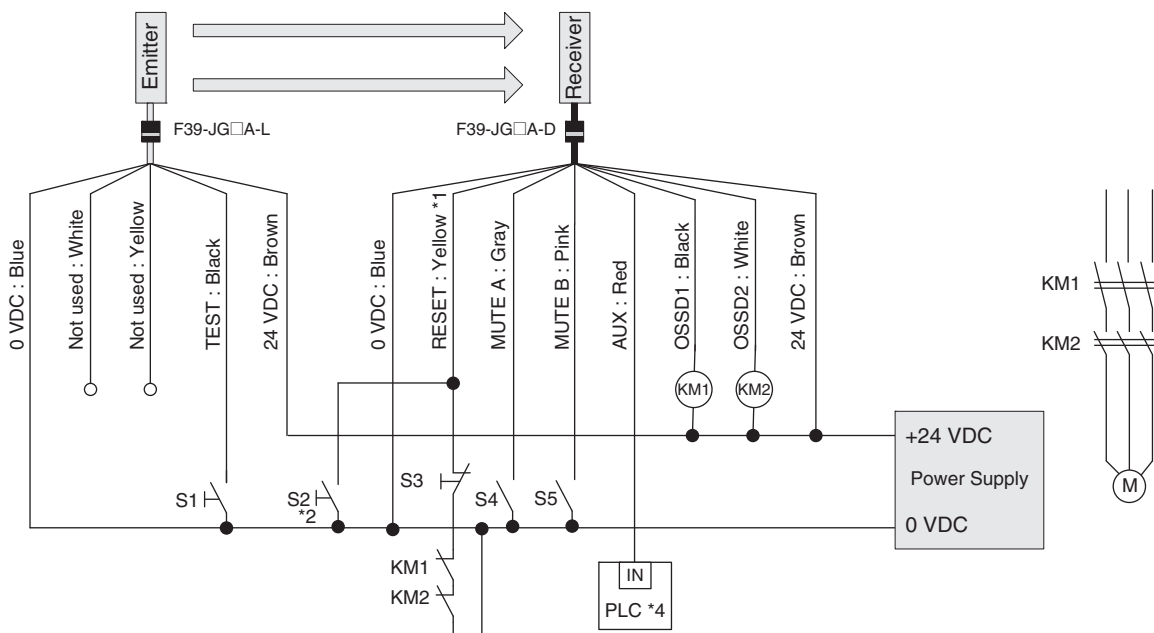 Emitter
Receiver
F39-JG□A-L
F39-JG□A-D
0 VDC : Blue
Not used : White
Not used : Yellow
TEST : Black
24 VDC : Brown
0 VDC : Blue
RESET : Yellow *1
MUTE A : Gray
MUTE B : Pink
AUX : Red
OSSD1 : Black
OSSD2 : White
24 VDC : Brown
KM1
KM2
KM1
KM2
M
+24 VDC
Power Supply
0 VDC
S1
S2
*2
S3
S4
S5
KM1
KM2
IN
PLC *4